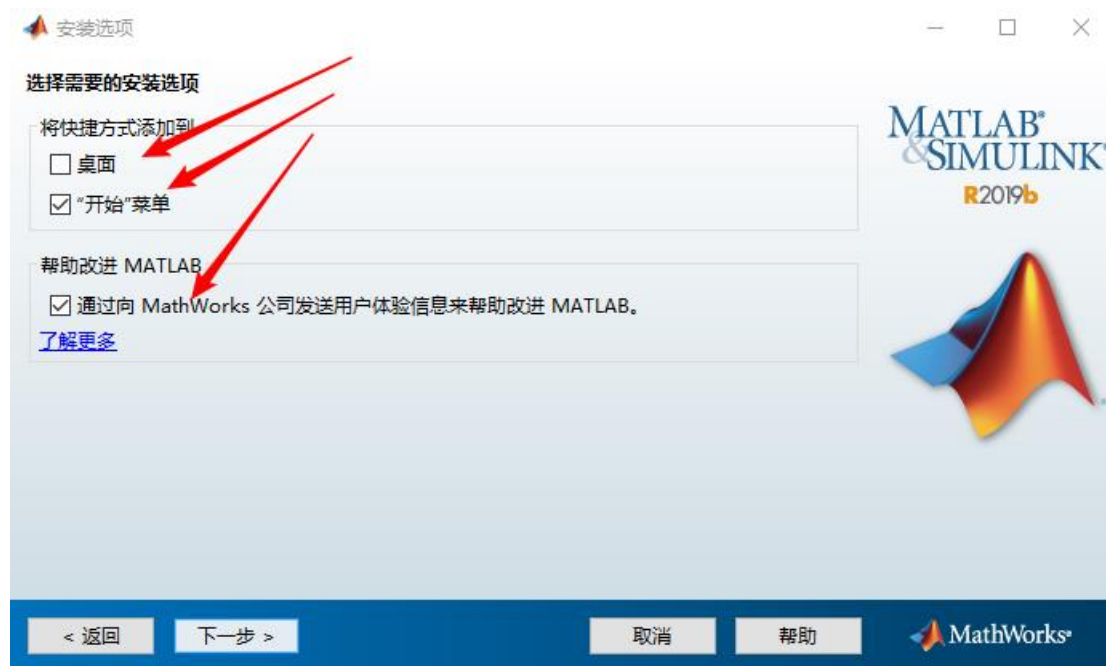 安装选项
选择需要的安装选项
将快捷方式添加到
桌面
“开始”菜单
帮助改进 MATLAB
通过向 MathWorks 公司发送用户体验信息来帮助改进 MATLAB。
了解更多
MATLAB®
&SIMULINK®
R2019b
< 返回
下一步 >
取消
帮助
MathWorks®